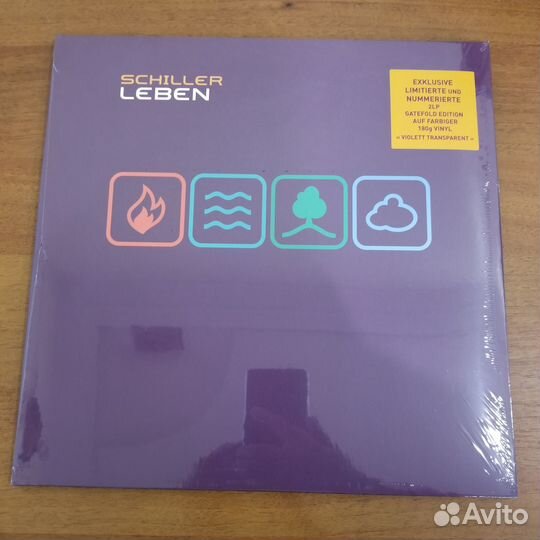 SCHILLER
LEBEN
EXKLUSIVE
LIMITIERTE UND
NUMMERIERTE
2LP
GATEFOLD EDITION
AUF FARBIGER
180g VINYL
« VIOLETT TRANSPARENT »
Avito